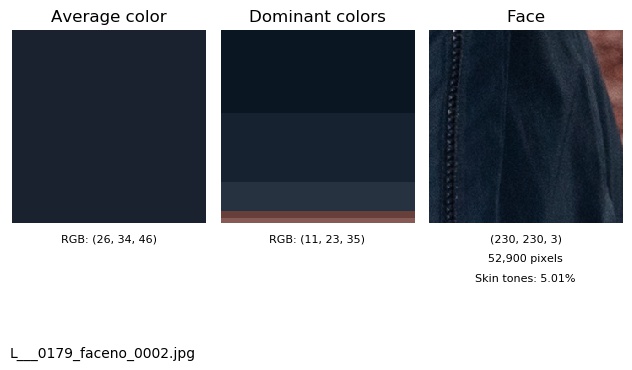 Average color
Dominant colors
Face
RGB: (26, 34, 46)
RGB: (11, 23, 35)
(230, 230, 3)
52,900 pixels
Skin tones: 5.01%
L___0179_faceno_0002.jpg